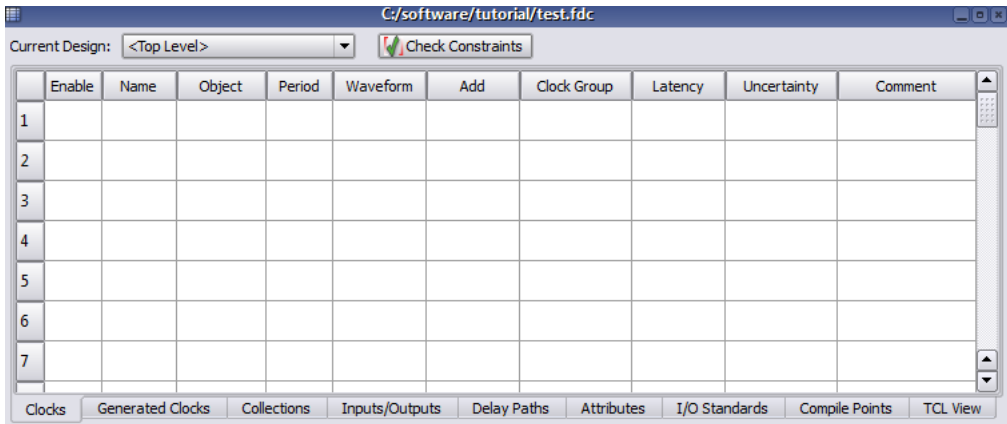 C:/software/tutorial/test.fdc
Current Design: <Top Level> Check Constraints
Enable Name Object Period Waveform Add Clock Group Latency Uncertainty Comment
1
2
3
4
5
6
7
Clocks Generated Clocks Collections Inputs/Outputs Delay Paths Attributes I/O Standards Compile Points TCL View